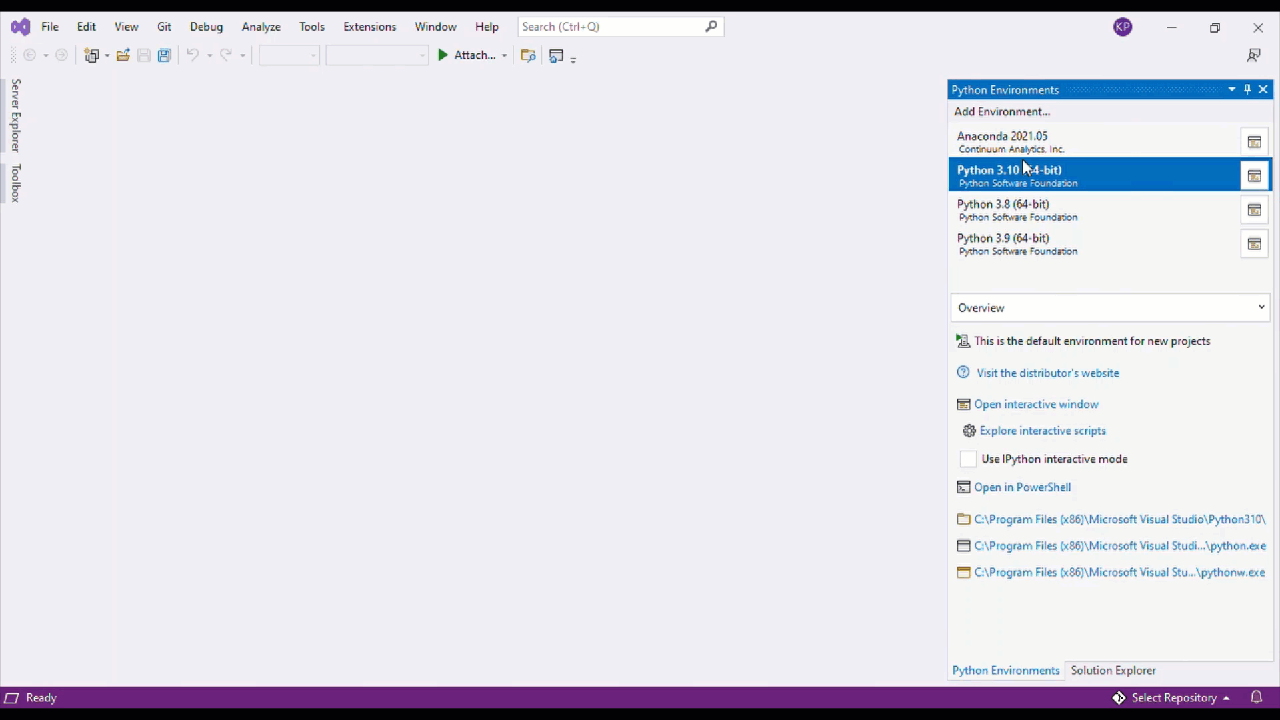 File Edit View Git Debug Analyze Tools Extensions Window Help Search (Ctrl+Q) KP
Attach...
Server Explorer
Toolbox
Python Environments
Add Environment...
Anaconda 2021.05
Continuum Analytics, Inc.
Python 3.10 (64-bit)
Python Software Foundation
Python 3.8 (64-bit)
Python Software Foundation
Python 3.9 (64-bit)
Python Software Foundation
Overview
This is the default environment for new projects
Visit the distributor's website
Open interactive window
Explore interactive scripts
Use IPython interactive mode
Open in PowerShell
C:\Program Files (x86)\Microsoft Visual Studio\Python310\
C:\Program Files (x86)\Microsoft Visual Studi...\python.exe
C:\Program Files (x86)\Microsoft Visual Stu...\pythonw.exe
Python Environments Solution Explorer
Ready Select Repository